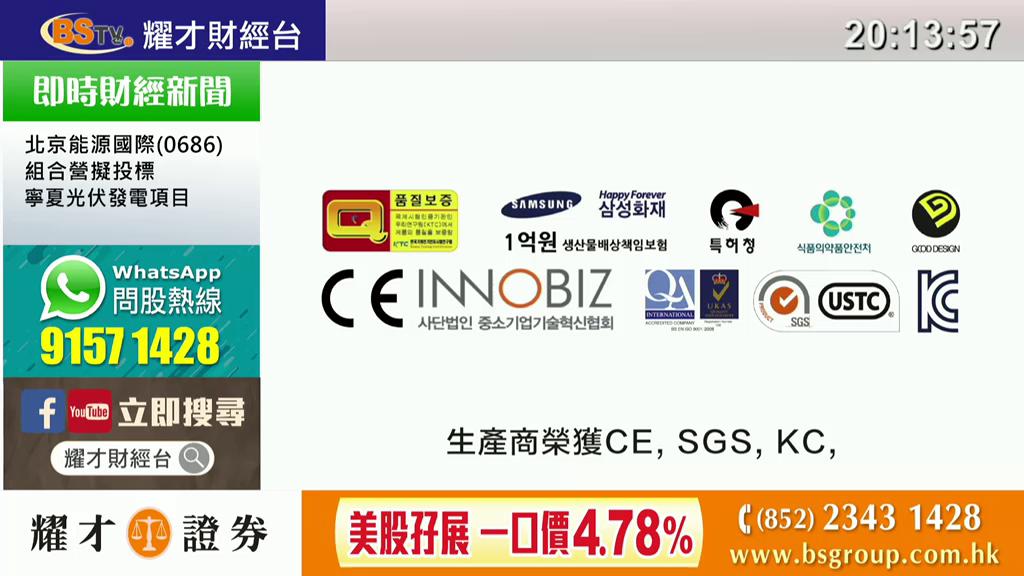 BSTV
耀才財經台
20:13:57
即時財經新聞
北京能源國際(0686)
組合營擬投標
寧夏光伏發電項目
WhatsApp
問股熱線
9157 1428
f YouTube 立即搜尋
耀才財經台
품질보증
KTC
SAMSUNG
Happy Forever
삼성화재
1억원 생산물배상책임보험
특허청
식품의약품안전처
GOOD DESIGN
CE
INNOBIZ
사단법인 중소기업기술혁신협회
QA
INTERNATIONAL
ACCREDITED COMPANY
UKAS
PRODUCT
SGS
USTC
KC
生產商榮獲CE, SGS, KC,
耀才證券
美股孖展 一口價4.78%
(852) 2343 1428
www.bsgroup.com.hk